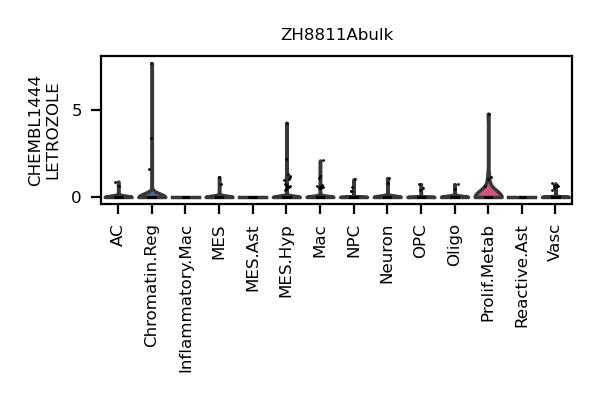 ZH8811Abulk
CHEMBL1444
LETROZOLE
5
0
AC
Chromatin.Reg
Inflammatory.Mac
MES
MES.Ast
MES.Hyp
Mac
NPC
Neuron
OPC
Oligo
Prolif.Metab
Reactive.Ast
Vasc